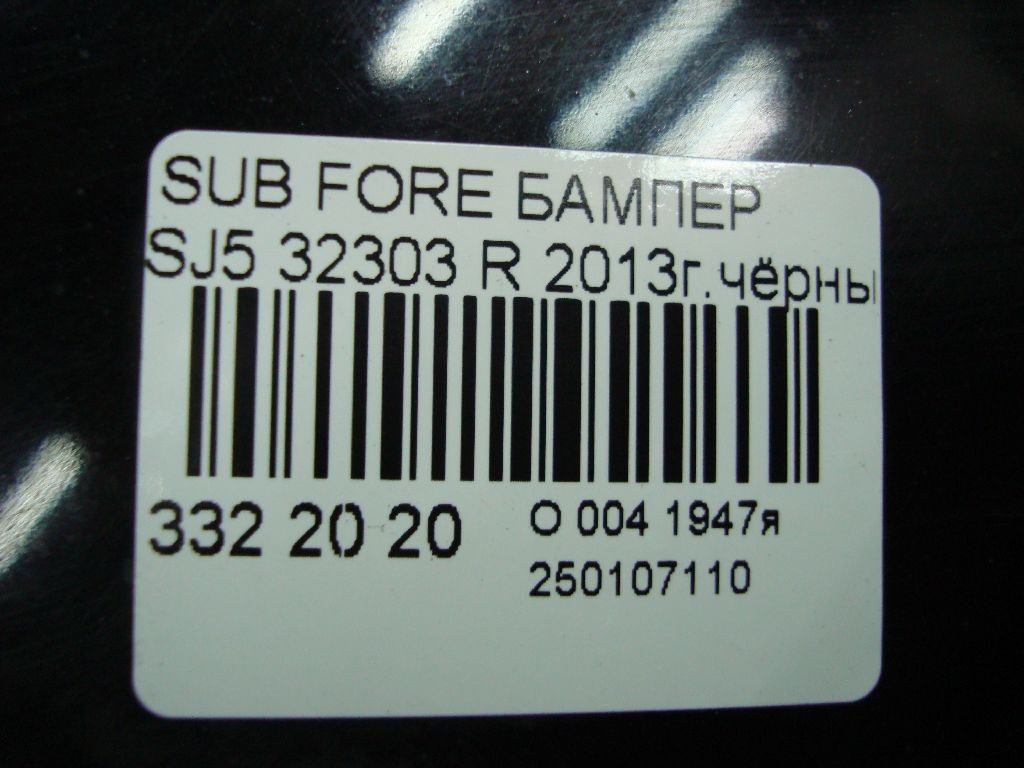 SUB FORE БАМПЕР
SJ5 32303 R 2013г.чёрны
332 20 20
О 004 1947я
250107110